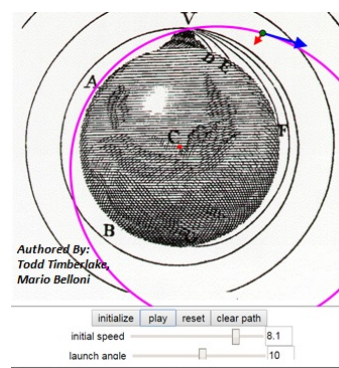 V
D E
A
F
C
B
G
Authored By:
Todd Timberlake,
Mario Belloni
initialize play reset clear path
initial speed 8.1
launch angle 10